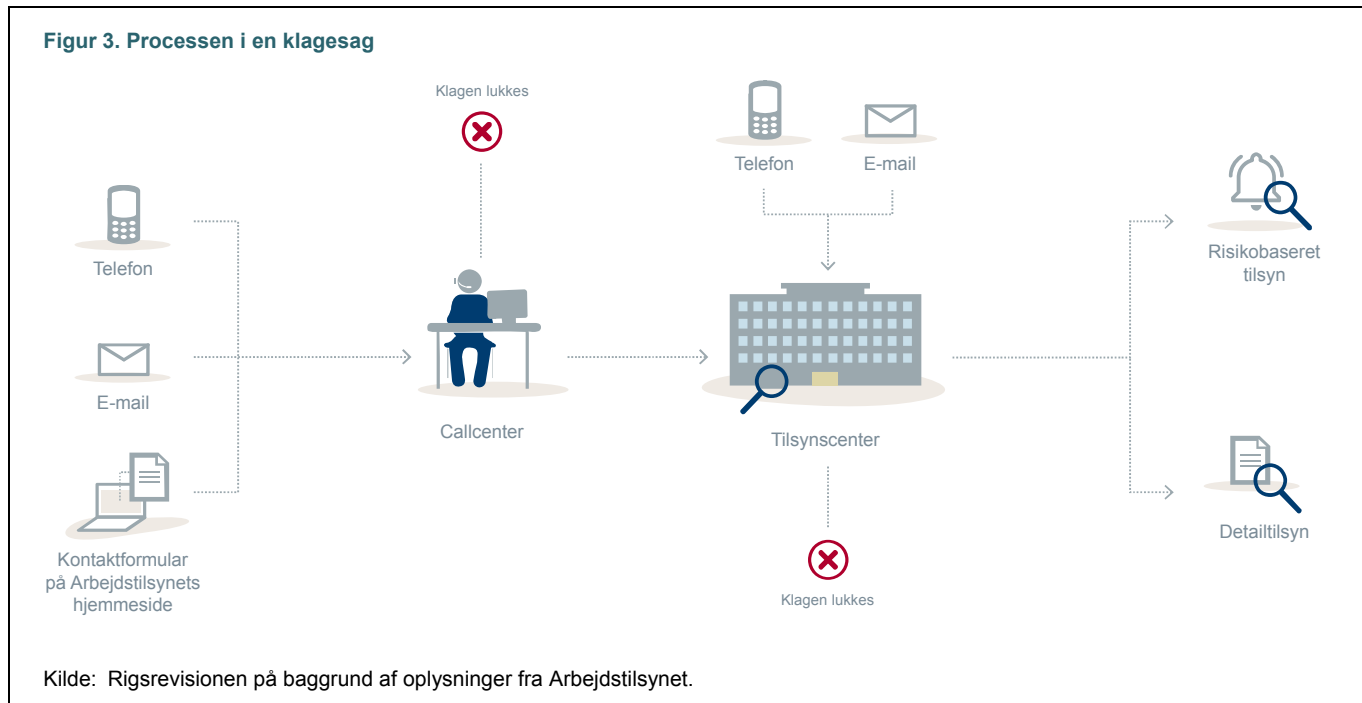 Figur 3. Processen i en klagesag
Klagen lukkes
Telefon
E-mail
Telefon
E-mail
Kontaktformular
på Arbejdstilsynets
hjemmeside
Callcenter
Tilsynscenter
Klagen lukkes
Risikobaseret
tilsyn
Detailtilsyn
Kilde: Rigsrevisionen på baggrund af oplysninger fra Arbejdstilsynet.